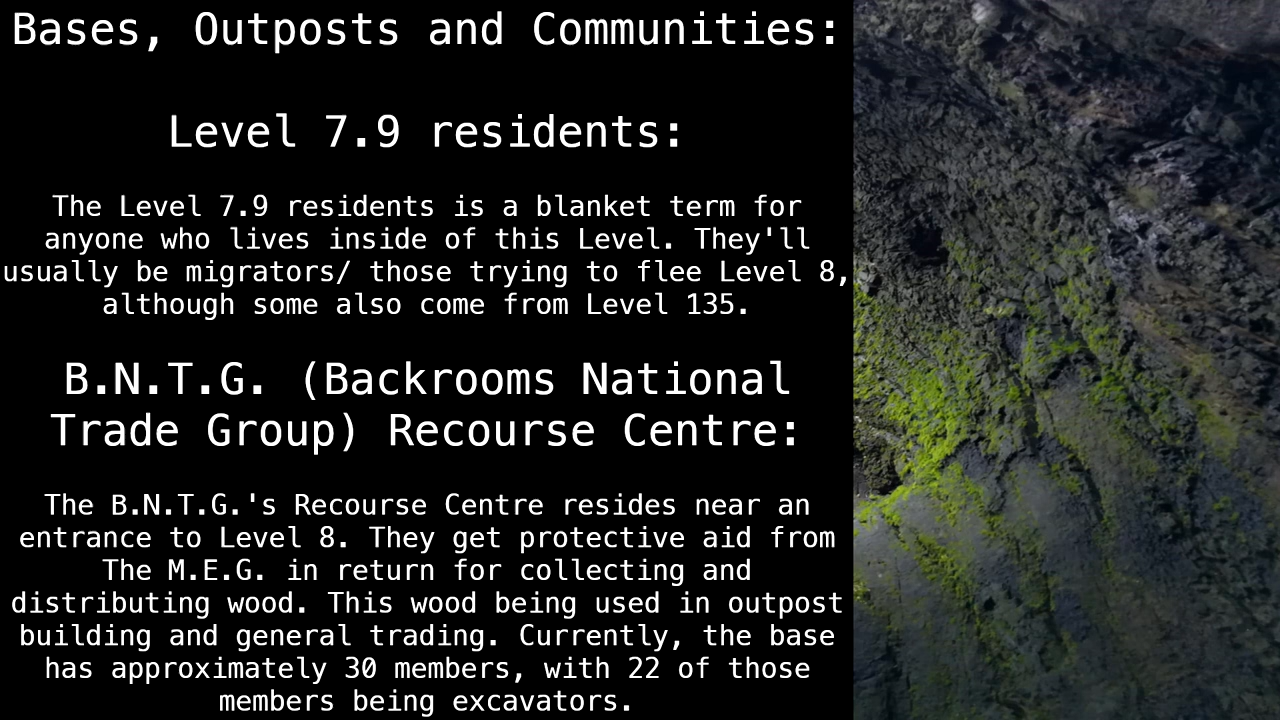 Bases, Outposts and Communities:
Level 7.9 residents:
The Level 7.9 residents is a blanket term for
anyone who lives inside of this Level. They'll
usually be migrators/ those trying to flee Level 8,
although some also come from Level 135.
B.N.T.G. (Backrooms National
Trade Group) Recourse Centre:
The B.N.T.G.'s Recourse Centre resides near an
entrance to Level 8. They get protective aid from
The M.E.G. in return for collecting and
distributing wood. This wood being used in outpost
building and general trading. Currently, the base
has approximately 30 members, with 22 of those
members being excavators.